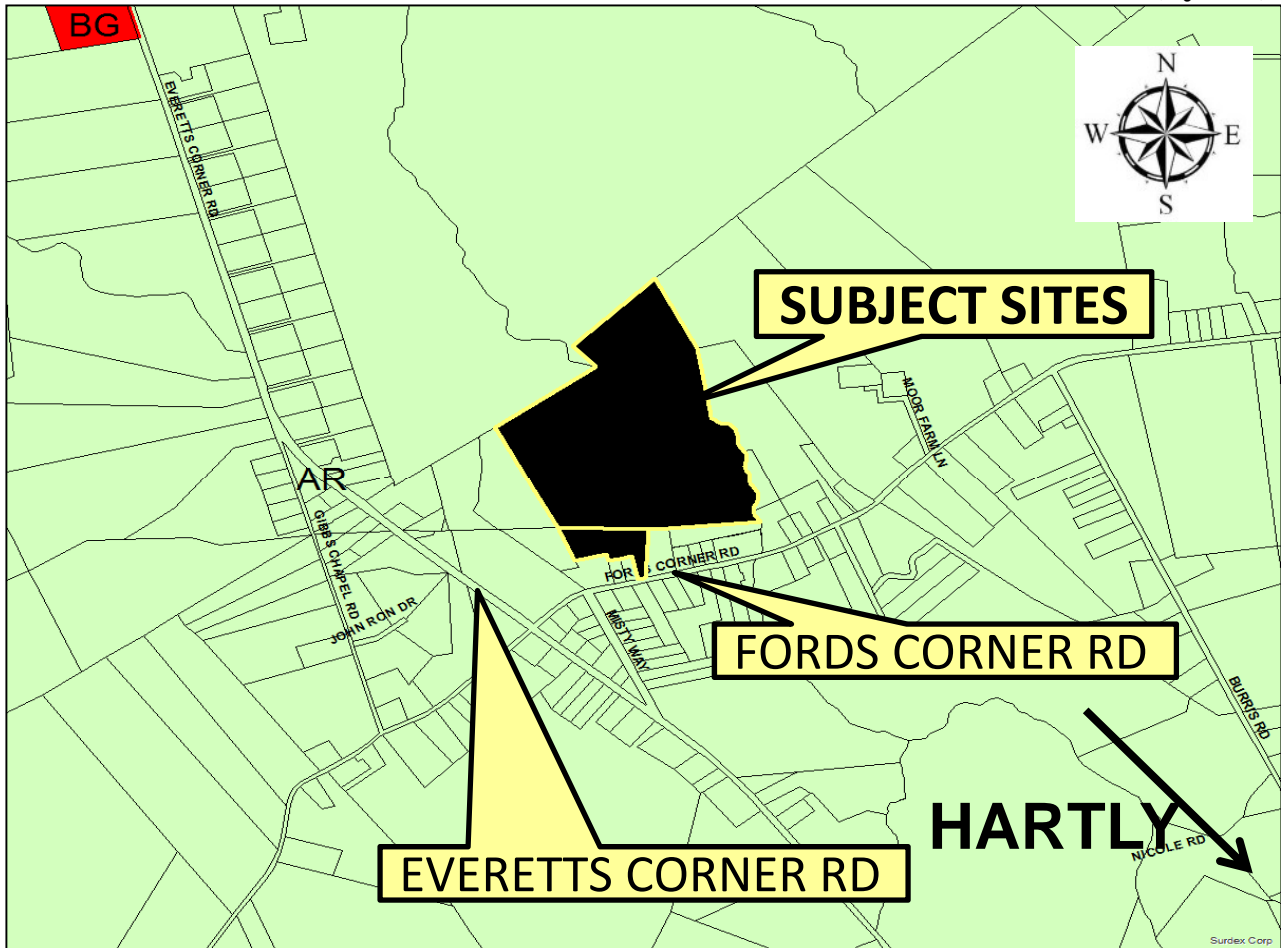 BG
N
W E
S
EVERETTS CORNER RD
SUBJECT SITES
MOOR FARM LN
AR
GIBBS CHAPEL RD
CORNER RD
JOHN RON DR
MISTY WAY
FORDS CORNER RD
BURRIS RD
HARTLY
NICOLE RD
EVERETTS CORNER RD
Surdex Corp